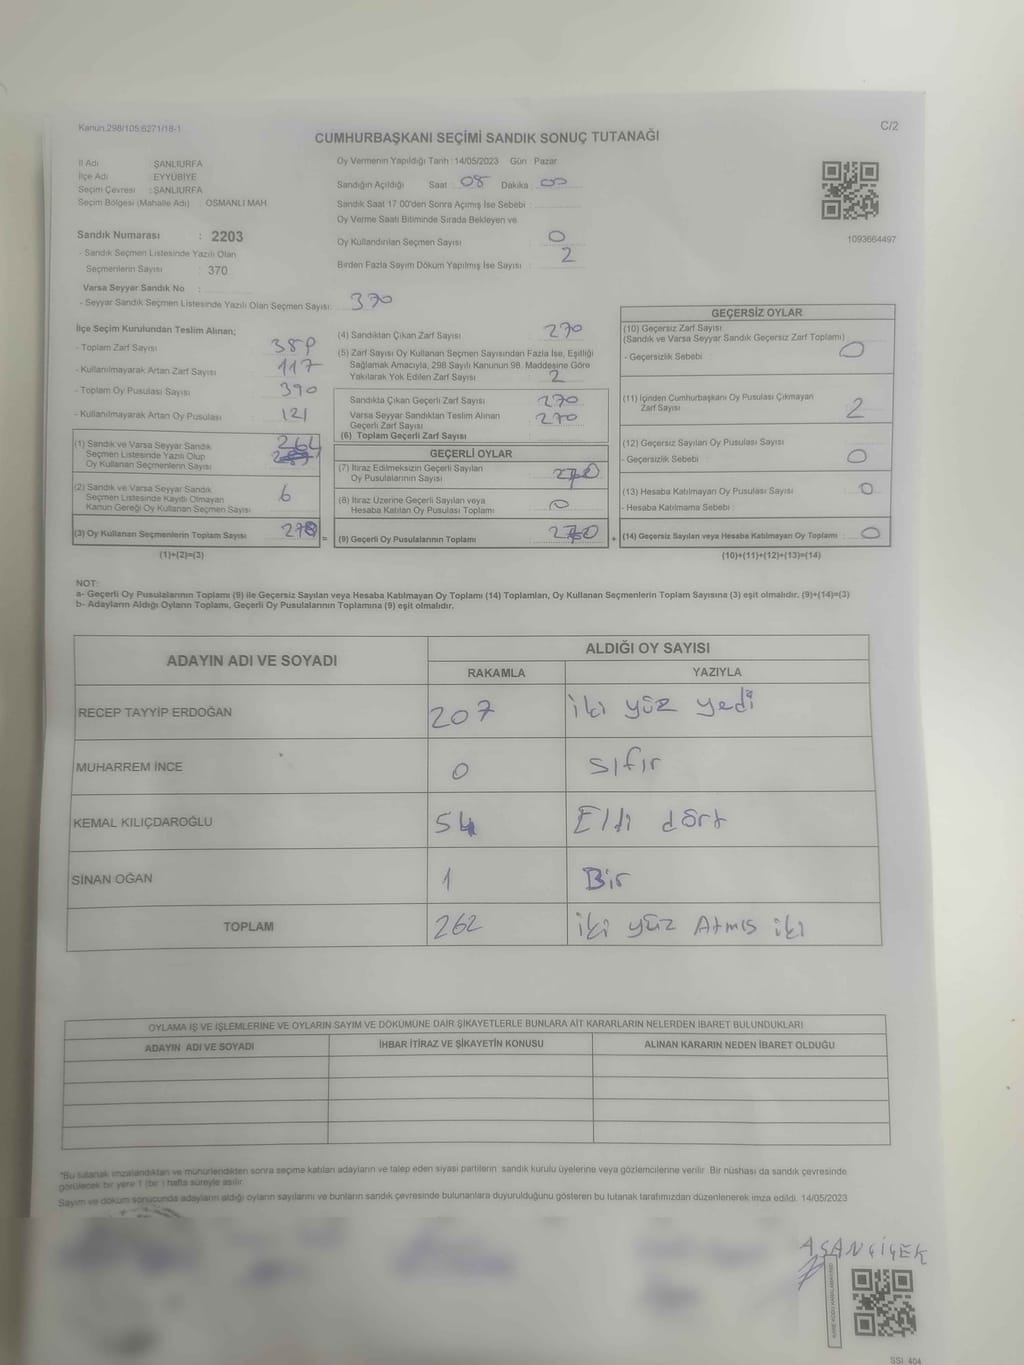 Kanun.298/105.6271/18-1
C/2
CUMHURBAŞKANI SEÇİMİ SANDIK SONUÇ TUTANAĞI
İl Adı : ŞANLIURFA
İlçe Adı : EYYÜBİYE
Seçim Çevresi : ŞANLIURFA
Seçim Bölgesi (Mahalle Adı) OSMANLI MAH.
Sandık Numarası : 2203
- Sandık Seçmen Listesinde Yazılı Olan
Seçmenlerin Sayısı : 370
Varsa Seyyar Sandık No :
- Seyyar Sandık Seçmen Listesinde Yazılı Olan Seçmen Sayısı: 370
Oy Vermenin Yapıldığı Tarih :14/05/2023 Gün : Pazar
Sandığın Açıldığı Saat : 08 Dakika : 00
Sandık Saat 17.00'den Sonra Açımış İse Sebebi :
Oy Verme Saati Bitiminde Sırada Bekleyen ve
Oy Kullandırılan Seçmen Sayısı : 0
Birden Fazla Sayım Döküm Yapılmış İse Sayısı : 2
1093664497
İlçe Seçim Kurulundan Teslim Alınan;
- Toplam Zarf Sayısı
- Kullanılmayarak Artan Zarf Sayısı : 117
- Toplam Oy Pusulası Sayısı : 390
- Kullanılmayarak Artan Oy Pusulası : 121
(1) Sandık ve Varsa Seyyar Sandık
Seçmen Listesinde Yazılı Olup
Oy Kullanan Seçmenlerin Sayısı 264
(2) Sandık ve Varsa Seyyar Sandık
Seçmen Listesinde Kayıtlı Olmayan
Kanun Gereği Oy Kullanan Seçmen Sayısı 6
(3) Oy Kullanan Seçmenlerin Toplam Sayısı =
(1)+(2)=(3)
(4) Sandıktan Çıkan Zarf Sayısı 270
(5) Zarf Sayısı Oy Kullanan Seçmen Sayısından Fazla İse, Eşitliği
Sağlamak Amacıyla, 298 Sayılı Kanunun 98. Maddesine Göre
Yakılarak Yok Edilen Zarf Sayısı : 2
Sandıkta Çıkan Geçerli Zarf Sayısı 270
Varsa Seyyar Sandıktan Teslim Alınan 270
Geçerli Zarf Sayısı
(6) Toplam Geçerli Zarf Sayısı
GEÇERLİ OYLAR
(7) İtiraz Edilmeksizin Geçerli Sayılan
Oy Pusulalarının Sayısı
(8) İtiraz Üzerine Geçerli Sayılan veya
Hesaba Katılan Oy Pusulası Toplamı 0
(9) Geçerli Oy Pusulalarının Toplamı +
GEÇERSİZ OYLAR
(10) Geçersiz Zarf Sayısı
(Sandık ve Varsa Seyyar Sandık Geçersiz Zarf Toplamı)
- Geçersizlik Sebebi : 0
(11) İçinden Cumhurbaşkanı Oy Pusulası Çıkmayan
Zarf Sayısı 2
(12) Geçersiz Sayılan Oy Pusulası Sayısı
- Geçersizlik Sebebi : 0
(13) Hesaba Katılmayan Oy Pusulası Sayısı : 0
- Hesaba Katılmama Sebebi :
(14) Geçersiz Sayılan veya Hesaba Katılmayan Oy Toplamı : 0
(10)+(11)+(12)+(13)=(14)
NOT:
a- Geçerli Oy Pusulalarının Toplamı (9) ile Geçersiz Sayılan veya Hesaba Katılmayan Oy Toplamı (14) Toplamları, Oy Kullanan Seçmenlerin Toplam Sayısına (3) eşit olmalıdır. (9)+(14)=(3)
b- Adayların Aldığı Oyların Toplamı, Geçerli Oy Pusulalarının Toplamına (9) eşit olmalıdır.
ADAYIN ADI VE SOYADI ALDIĞI OY SAYISI
RAKAMLA YAZIYLA
RECEP TAYYİP ERDOĞAN 207 iki yüz yedi
MUHARREM İNCE 0 sıfır
KEMAL KILIÇDAROĞLU 54 Elli dört
SİNAN OĞAN 1 Bir
TOPLAM 262 iki yüz Atmış iki
OYLAMA İŞ VE İŞLEMLERİNE VE OYLARIN SAYIM VE DÖKÜMÜNE DAİR ŞİKAYETLERLE BUNLARA AİT KARARLARIN NELERDEN İBARET BULUNDUKLARI
ADAYIN ADI VE SOYADI İHBAR İTİRAZ VE ŞİKAYETİN KONUSU ALINAN KARARIN NEDEN İBARET OLDUĞU
*Bu tutanak imzalandıktan ve mühürlendikten sonra seçime katılan adayların ve talep eden siyasi partilerin sandık kurulu üyelerine veya gözlemcilerine verilir. Bir nüshası da sandık çevresinde
görülecek bir yere 1 (bir ) hafta süreyle asılır.
Sayım ve döküm sonucunda adayların aldığı oyların sayılarını ve bunların sandık çevresinde bulunanlara duyurulduğunu gösteren bu tutanak tarafımızdan düzenlenerek imza edildi. 14/05/2023
SSİ 404